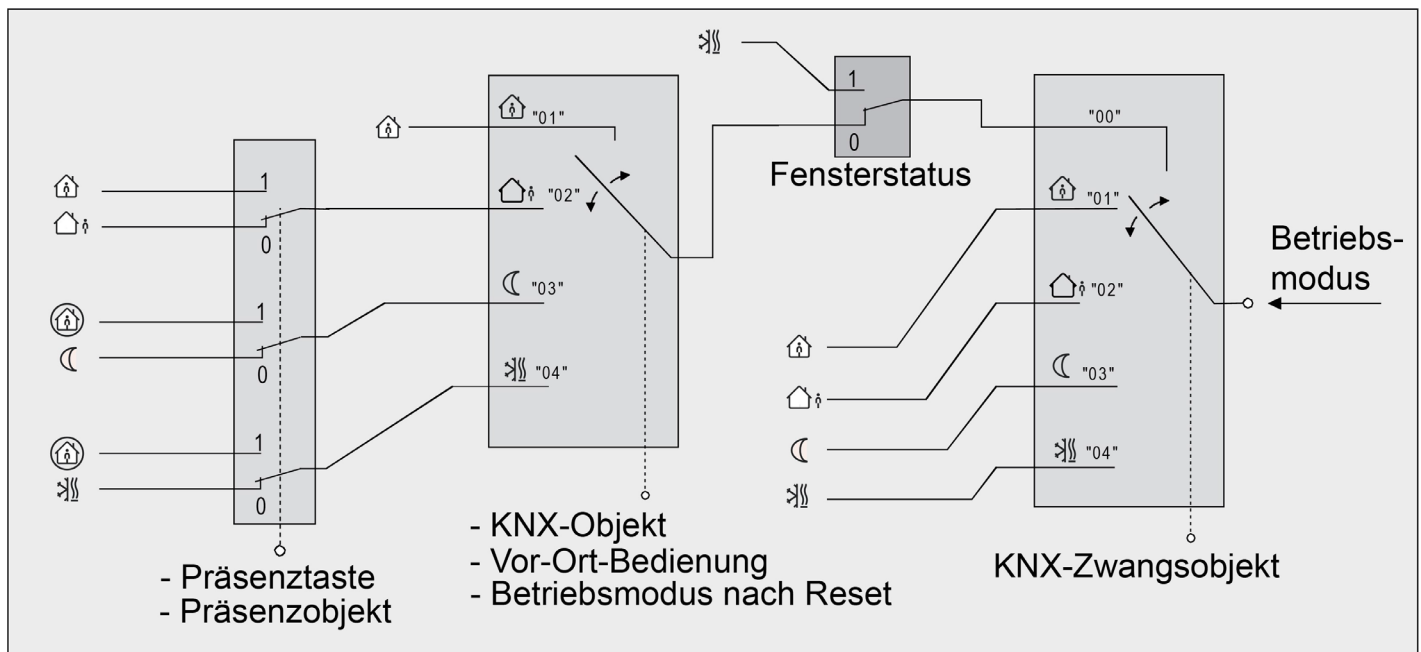 1
0
1
0
1
0
- Präsenztaste
- Präsenzobjekt
"01"
"02"
"03"
"04"
- KNX-Objekt
- Vor-Ort-Bedienung
- Betriebsmodus nach Reset
1
0
Fensterstatus
"00"
"01"
"02"
"03"
"04"
KNX-Zwangsobjekt
Betriebs-
modus